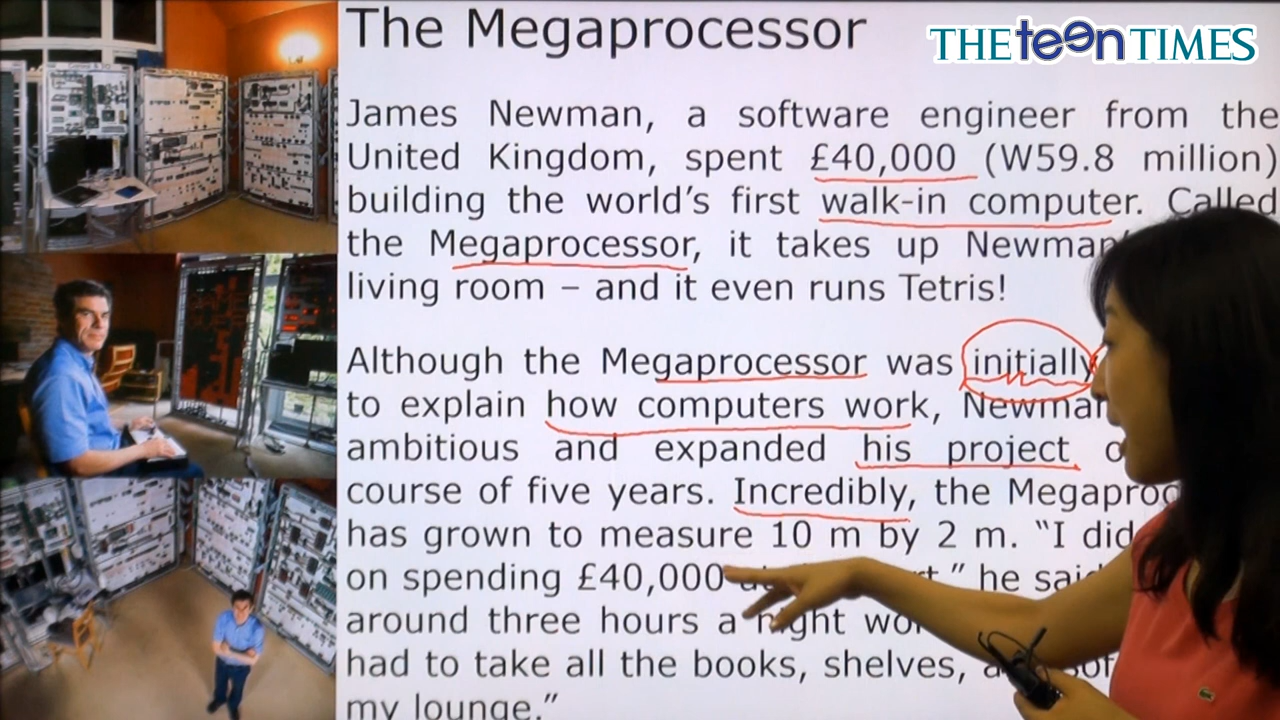 The Megaprocessor
THE teen TIMES
James Newman, a software engineer from the
United Kingdom, spent £40,000 (W59.8 million)
building the world’s first walk-in computer. Called
the Megaprocessor, it takes up Newman’
living room – and it even runs Tetris!
Although the Megaprocessor was initially
to explain how computers work, Newman
ambitious and expanded his project
course of five years. Incredibly, the
has grown to measure 10 m by 2 m. “I
on spending £40,000 he
around three hours a night
had to take all the books, shelves,
my lounge.”